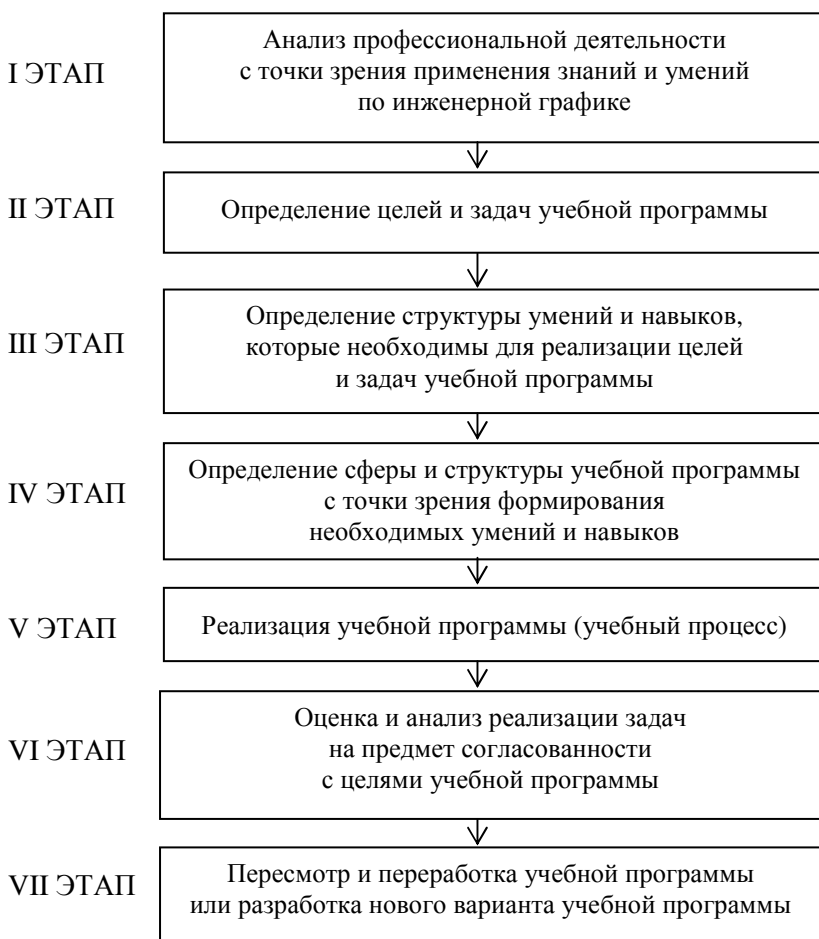 I ЭТАП
Анализ профессиональной деятельности
с точки зрения применения знаний и умений
по инженерной графике
II ЭТАП
Определение целей и задач учебной программы
III ЭТАП
Определение структуры умений и навыков,
которые необходимы для реализации целей
и задач учебной программы
IV ЭТАП
Определение сферы и структуры учебной программы
с точки зрения формирования
необходимых умений и навыков
V ЭТАП
Реализация учебной программы (учебный процесс)
VI ЭТАП
Оценка и анализ реализации задач
на предмет согласованности
с целями учебной программы
VII ЭТАП
Пересмотр и переработка учебной программы
или разработка нового варианта учебной программы